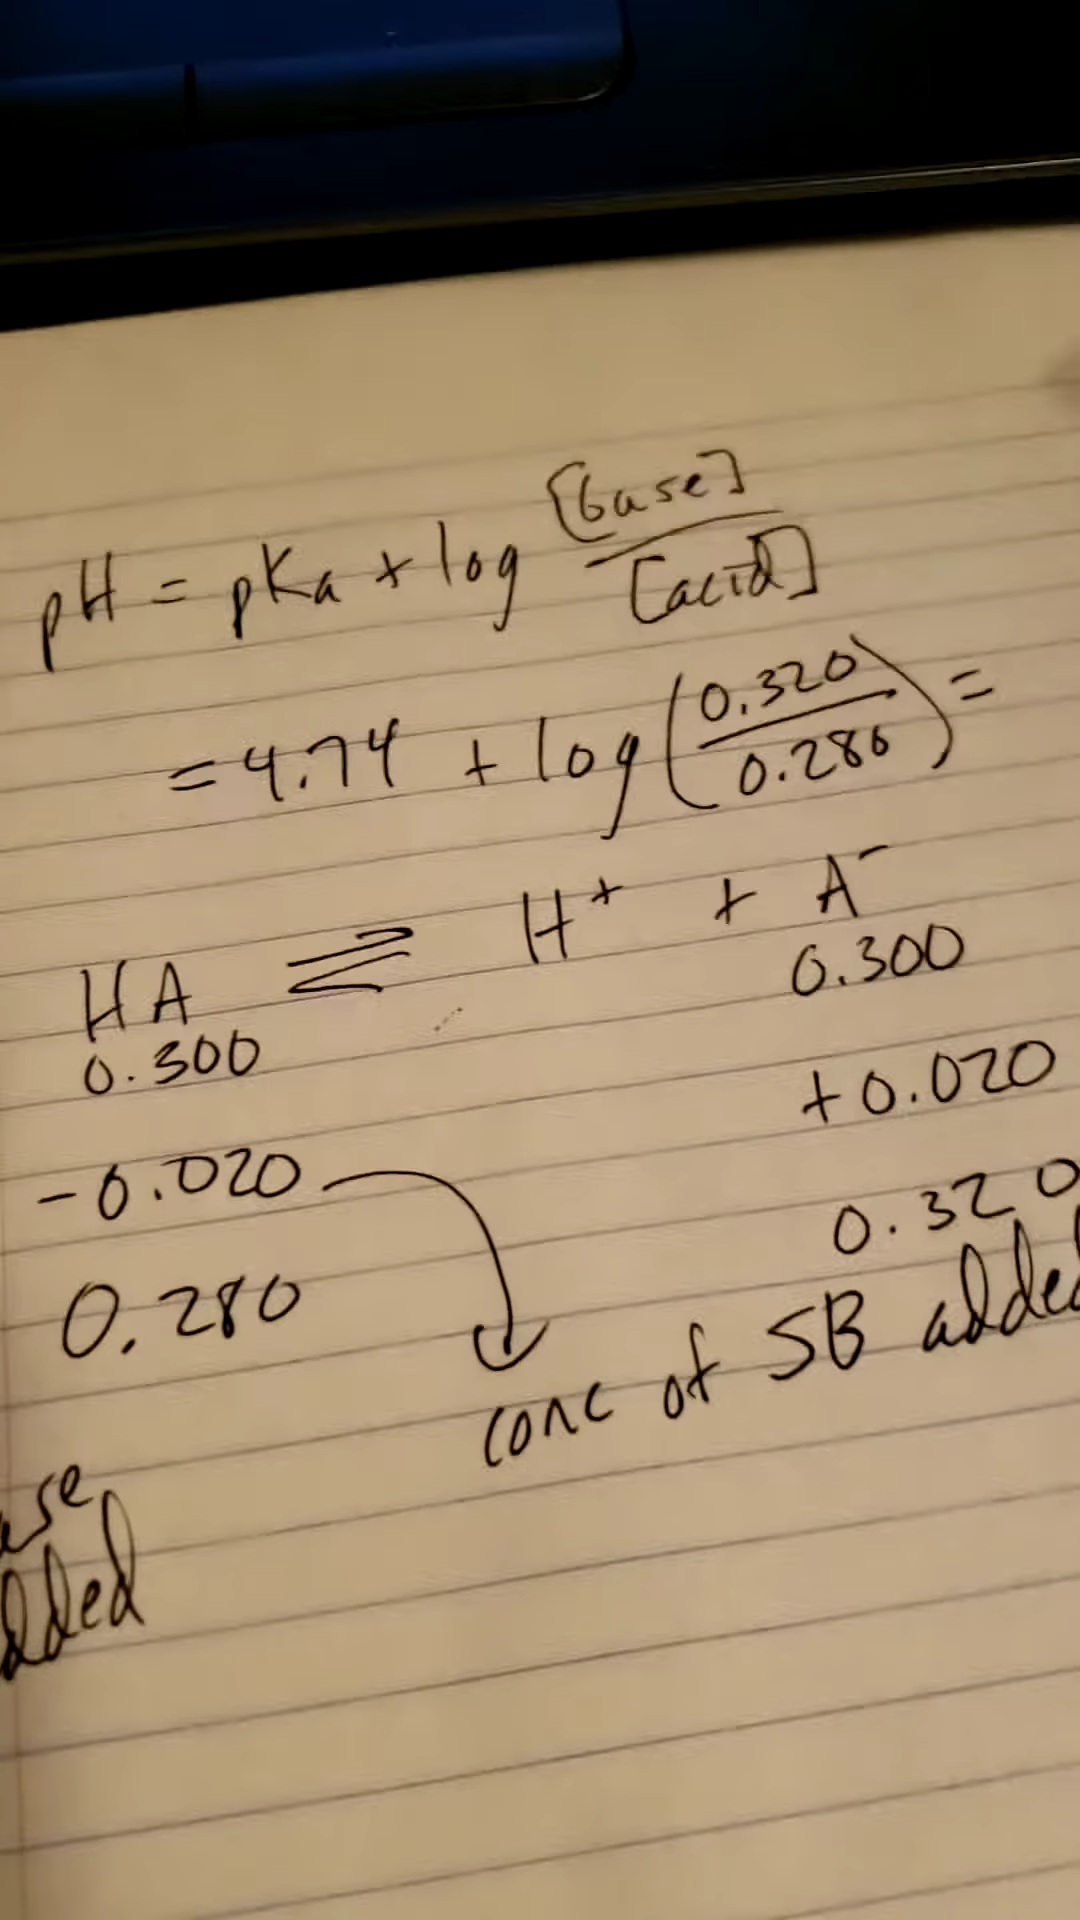 pH = pKa + log [base]/[acid]
= 4.74 + log(0.320/0.280) =
HA ⇌ H⁺ + A⁻
0.300 0.300
-0.020 +0.020
0.280 0.320
conc of SB added